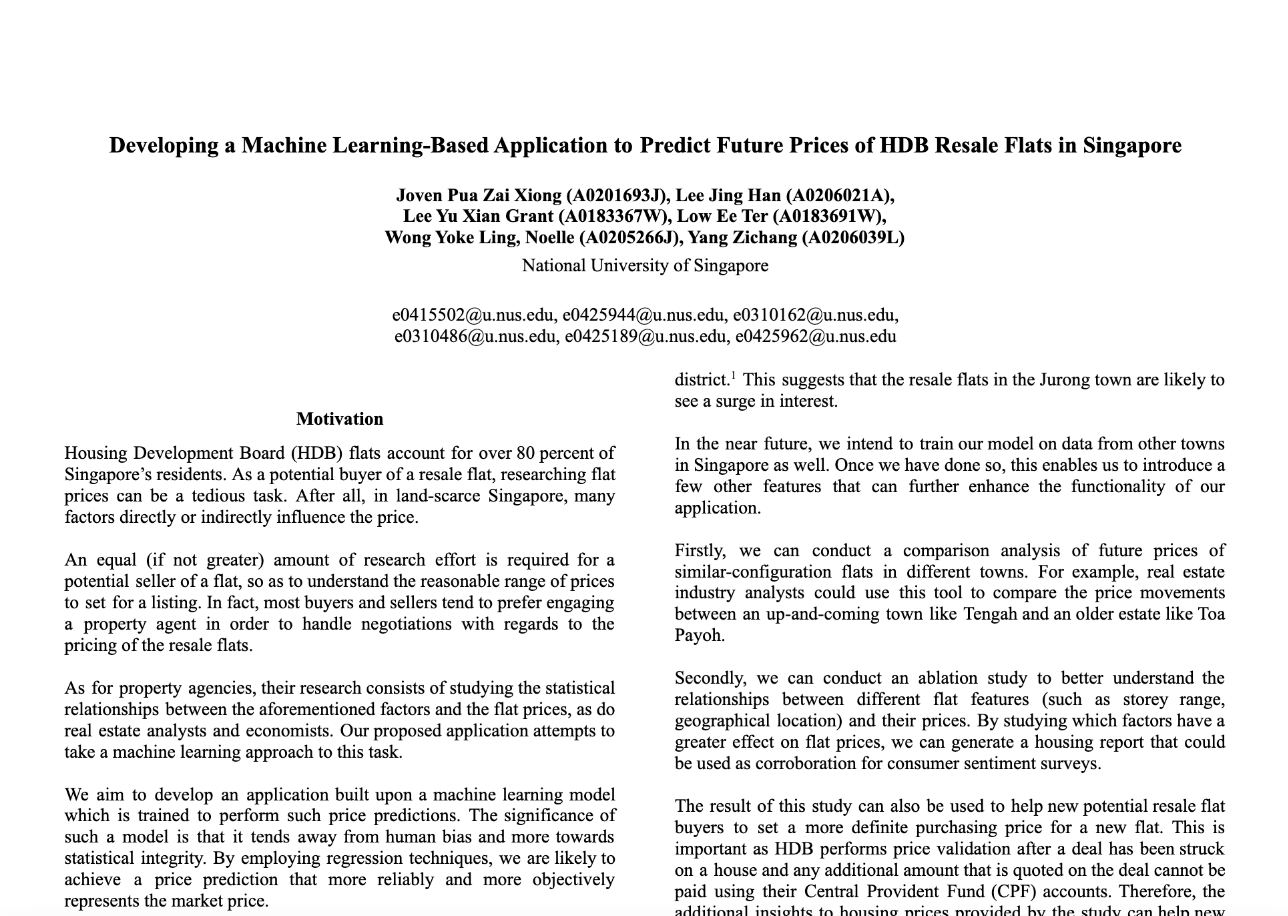 Developing a Machine Learning-Based Application to Predict Future Prices of HDB Resale Flats in Singapore
Joven Pua Zai Xiong (A0201693J), Lee Jing Han (A0206021A),
Lee Yu Xian Grant (A0183367W), Low Ee Ter (A0183691W),
Wong Yoke Ling, Noelle (A0205266J), Yang Zichang (A0206039L)
National University of Singapore
e0415502@u.nus.edu, e0425944@u.nus.edu, e0310162@u.nus.edu,
e0310486@u.nus.edu, e0425189@u.nus.edu, e0425962@u.nus.edu
Motivation
Housing Development Board (HDB) flats account for over 80 percent of
Singapore's residents. As a potential buyer of a resale flat, researching flat
prices can be a tedious task. After all, in land-scarce Singapore, many
factors directly or indirectly influence the price.
An equal (if not greater) amount of research effort is required for a
potential seller of a flat, so as to understand the reasonable range of prices
to set for a listing. In fact, most buyers and sellers tend to prefer engaging
a property agent in order to handle negotiations with regards to the
pricing of the resale flats.
As for property agencies, their research consists of studying the statistical
relationships between the aforementioned factors and the flat prices, as do
real estate analysts and economists. Our proposed application attempts to
take a machine learning approach to this task.
We aim to develop an application built upon a machine learning model
which is trained to perform such price predictions. The significance of
such a model is that it tends away from human bias and more towards
statistical integrity. By employing regression techniques, we are likely to
achieve a price prediction that more reliably and more objectively
represents the market price.
district.¹ This suggests that the resale flats in the Jurong town are likely to
see a surge in interest.
In the near future, we intend to train our model on data from other towns
in Singapore as well. Once we have done so, this enables us to introduce a
few other features that can further enhance the functionality of our
application.
Firstly, we can conduct a comparison analysis of future prices of
similar-configuration flats in different towns. For example, real estate
industry analysts could use this tool to compare the price movements
between an up-and-coming town like Tengah and an older estate like Toa
Payoh.
Secondly, we can conduct an ablation study to better understand the
relationships between different flat features (such as storey range,
geographical location) and their prices. By studying which factors have a
greater effect on flat prices, we can generate a housing report that could
be used as corroboration for consumer sentiment surveys.
The result of this study can also be used to help new potential resale flat
buyers to set a more definite purchasing price for a new flat. This is
important as HDB performs price validation after a deal has been struck
on a house and any additional amount that is quoted on the deal cannot be
paid using their Central Provident Fund (CPF) accounts. Therefore, the
additional insights to housing prices provided by the study can help new